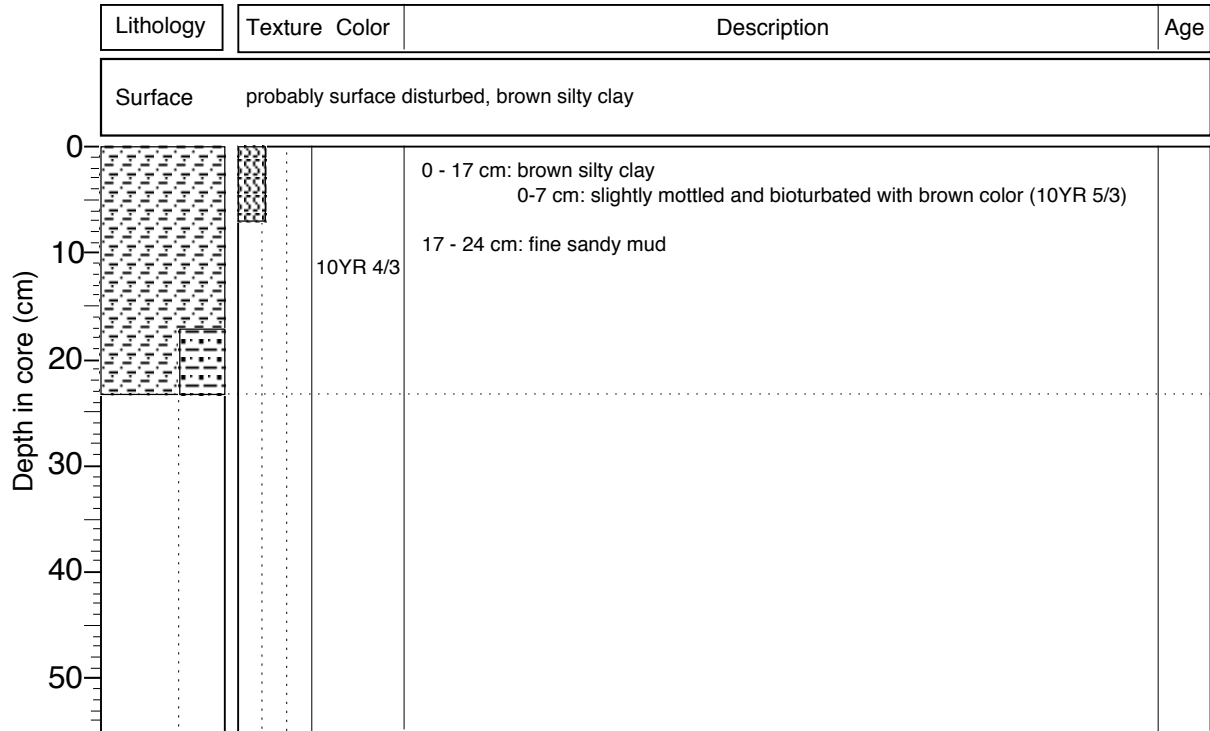 Lithology Texture Color Description Age
Surface probably surface disturbed, brown silty clay
0
0 - 17 cm: brown silty clay
0-7 cm: slightly mottled and bioturbated with brown color (10YR 5/3)
17 - 24 cm: fine sandy mud
10
10YR 4/3
Depth in core (cm)
20
30
40
50